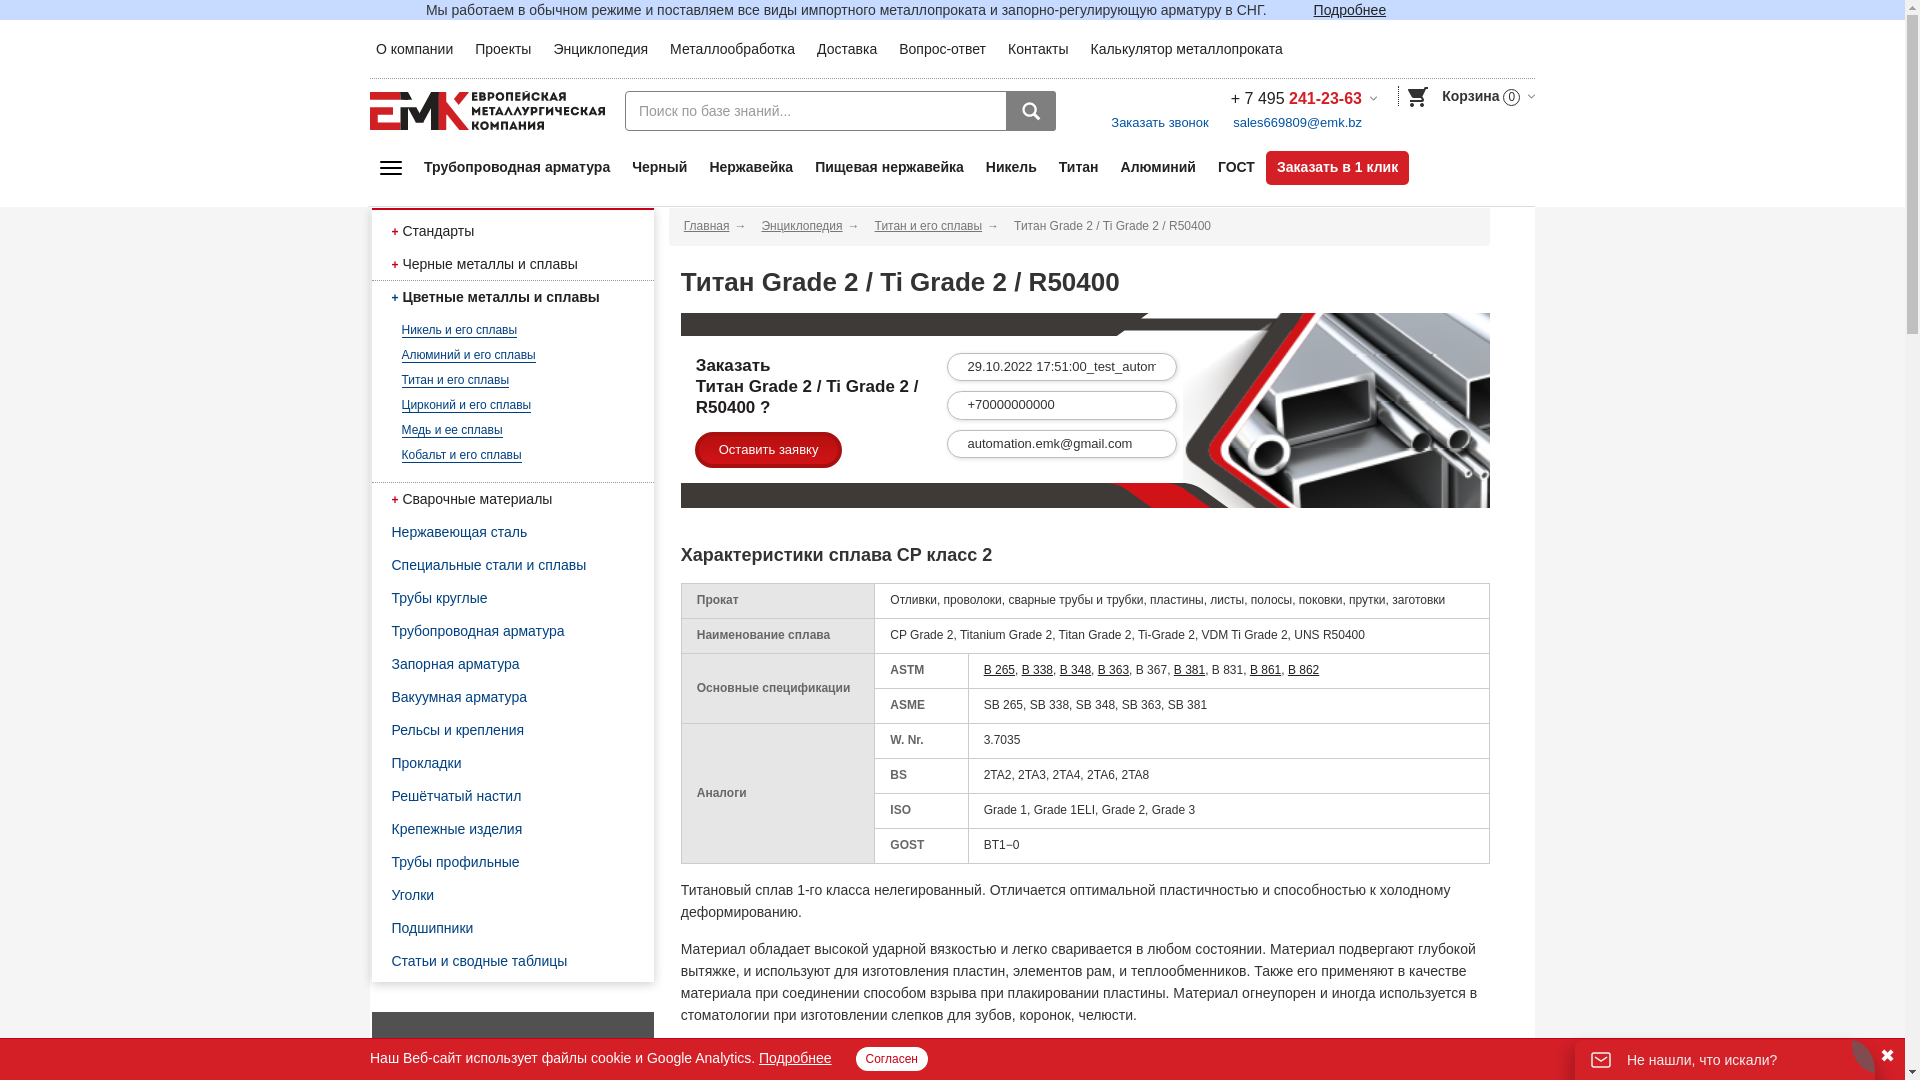 Мы работаем в обычном режиме и поставляем все виды импортного металлопроката и запорно-регулирующую арматуру в СНГ. Подробнее
О компании Проекты Энциклопедия Металлообработка Доставка Вопрос-ответ Контакты Калькулятор металлопроката
ЕМК ЕВРОПЕЙСКАЯ
МЕТАЛЛУРГИЧЕСКАЯ
КОМПАНИЯ
Поиск по базе знаний...
+ 7 495 241-23-63
Корзина 0
Заказать звонок sales669809@emk.bz
Трубопроводная арматура Черный Нержавейка Пищевая нержавейка Никель Титан Алюминий ГОСТ Заказать в 1 клик
+ Стандарты
+ Черные металлы и сплавы
+ Цветные металлы и сплавы
Никель и его сплавы
Алюминий и его сплавы
Титан и его сплавы
Цирконий и его сплавы
Медь и ее сплавы
Кобальт и его сплавы
+ Сварочные материалы
Нержавеющая сталь
Специальные стали и сплавы
Трубы круглые
Трубопроводная арматура
Запорная арматура
Вакуумная арматура
Рельсы и крепления
Прокладки
Решётчатый настил
Крепежные изделия
Трубы профильные
Уголки
Подшипники
Статьи и сводные таблицы
Главная → Энциклопедия → Титан и его сплавы → Титан Grade 2 / Ti Grade 2 / R50400
Титан Grade 2 / Ti Grade 2 / R50400
Заказать
Титан Grade 2 / Ti Grade 2 /
R50400 ?
Оставить заявку
29.10.2022 17:51:00_test_autom
+70000000000
automation.emk@gmail.com
Характеристики сплава CP класс 2
Прокат Отливки, проволоки, сварные трубы и трубки, пластины, листы, полосы, поковки, прутки, заготовки
Наименование сплава CP Grade 2, Titanium Grade 2, Titan Grade 2, Ti-Grade 2, VDM Ti Grade 2, UNS R50400
Основные спецификации ASTM B 265, B 338, B 348, B 363, B 367, B 381, B 831, B 861, B 862
ASME SB 265, SB 338, SB 348, SB 363, SB 381
Аналоги W. Nr. 3.7035
BS 2TA2, 2TA3, 2TA4, 2TA6, 2TA8
ISO Grade 1, Grade 1ELI, Grade 2, Grade 3
GOST ВТ1−0
Титановый сплав 1-го класса нелегированный. Отличается оптимальной пластичностью и способностью к холодному
деформированию.
Материал обладает высокой ударной вязкостью и легко сваривается в любом состоянии. Материал подвергают глубокой
вытяжке, и используют для изготовления пластин, элементов рам, и теплообменников. Также его применяют в качестве
материала при соединении способом взрыва при плакировании пластины. Материал огнеупорен и иногда используется в
стоматологии при изготовлении слепков для зубов, коронок, челюсти.
Наш Веб-сайт использует файлы cookie и Google Analytics. Подробнее Согласен
Не нашли, что искали?